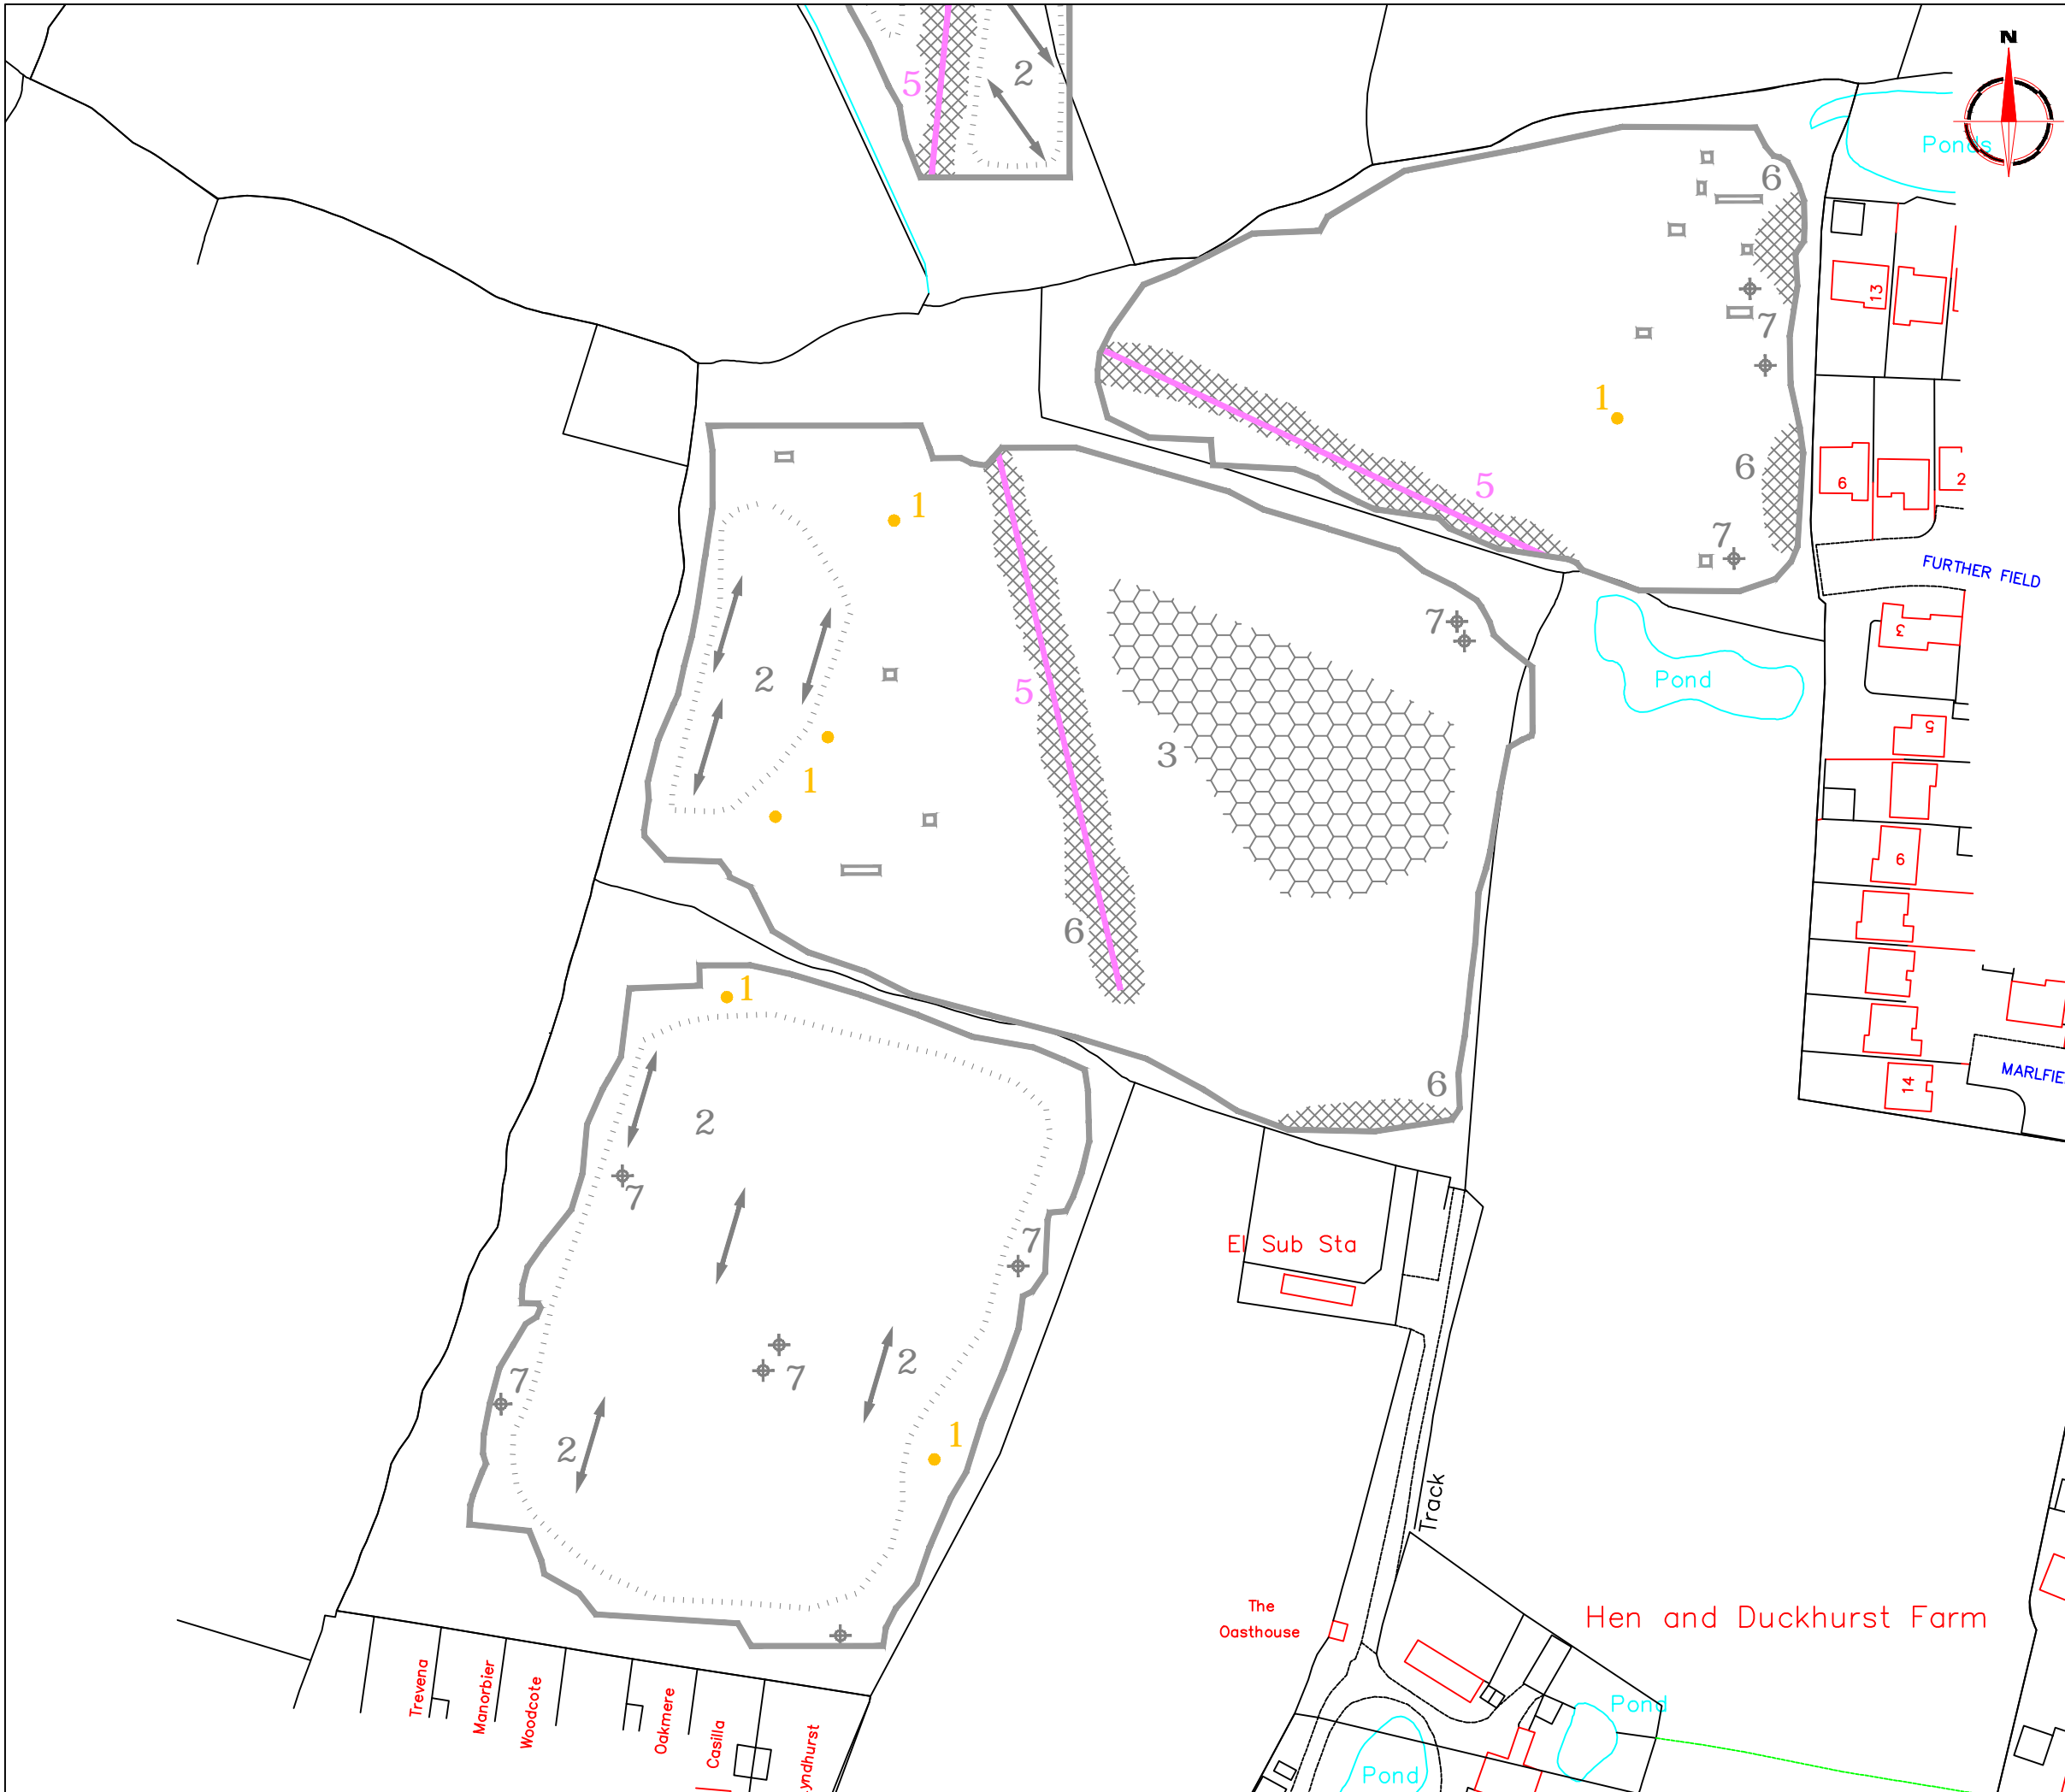 N
5
2
Ponds
6
13
7
1
5
6
6
2
1
7
FURTHER FIELD
7
3
2
5
Pond
3
5
1
6
6
1
6
14
MARLFIE
2
7
7
7
7
2
2
1
El Sub Sta
Track
The
Oasthouse
Hen and Duckhurst Farm
Trevena
Manorbier
Woodcote
Oakmere
Casilla
yndhurst
Pond
Pond